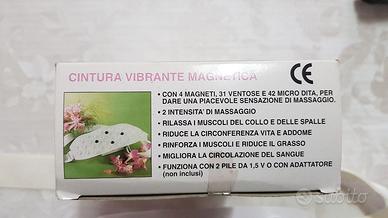 CINTURA VIBRANTE MAGNETICA
CE
• CON 4 MAGNETI, 31 VENTOSE E 42 MICRO DITA, PER
DARE UNA PIACEVOLE SENSAZIONE DI MASSAGGIO.
• 2 INTENSITA' DI MASSAGGIO
• RILASSA I MUSCOLI DEL COLLO E DELLE SPALLE
• RIDUCE LA CIRCONFERENZA VITA E ADDOME
• RINFORZA I MUSCOLI E RIDUCE IL GRASSO
• MIGLIORA LA CIRCOLAZIONE DEL SANGUE
• FUNZIONA CON 2 PILE DA 1,5 V O CON ADATTATORE
(non inclusi)
subito